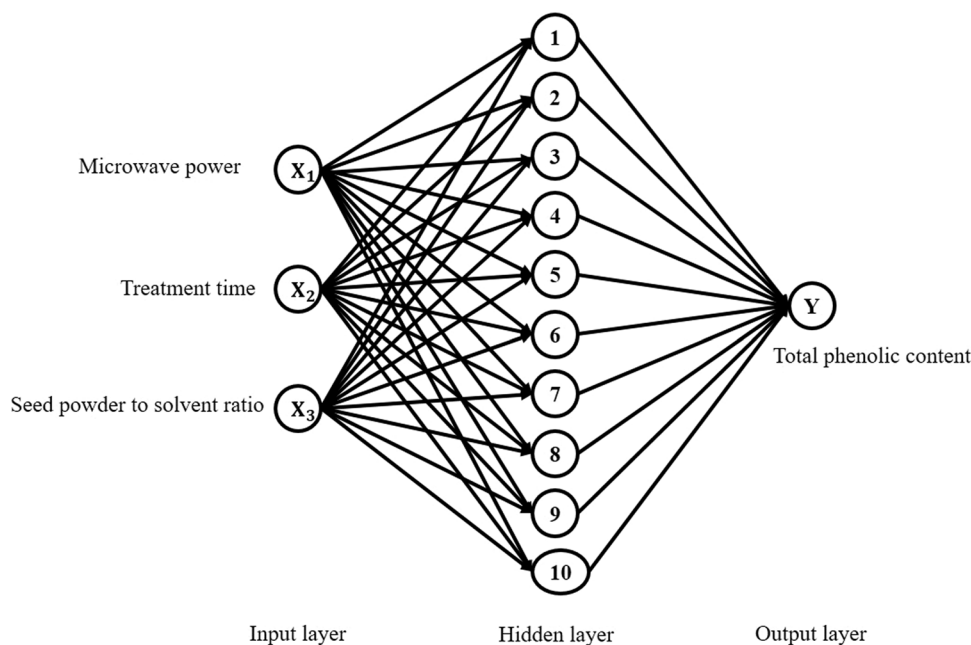 1
2
3
Microwave power
X₁
4
5
Treatment time
X₂
Y
6
Total phenolic content
7
Seed powder to solvent ratio
X₃
8
9
10
Input layer
Hidden layer
Output layer